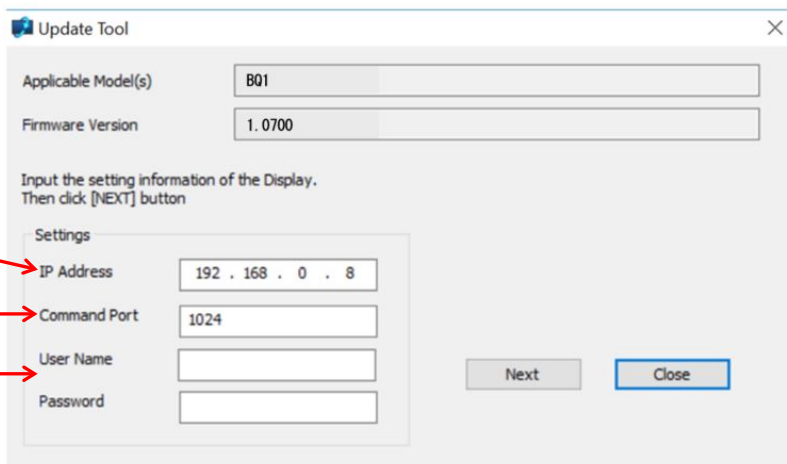 Update Tool
Applicable Model(s) BQ1
Firmware Version 1.0700
Input the setting information of the Display.
Then click [NEXT] button
Settings
IP Address 192 . 168 . 0 . 8
Command Port 1024
User Name
Next Close
Password